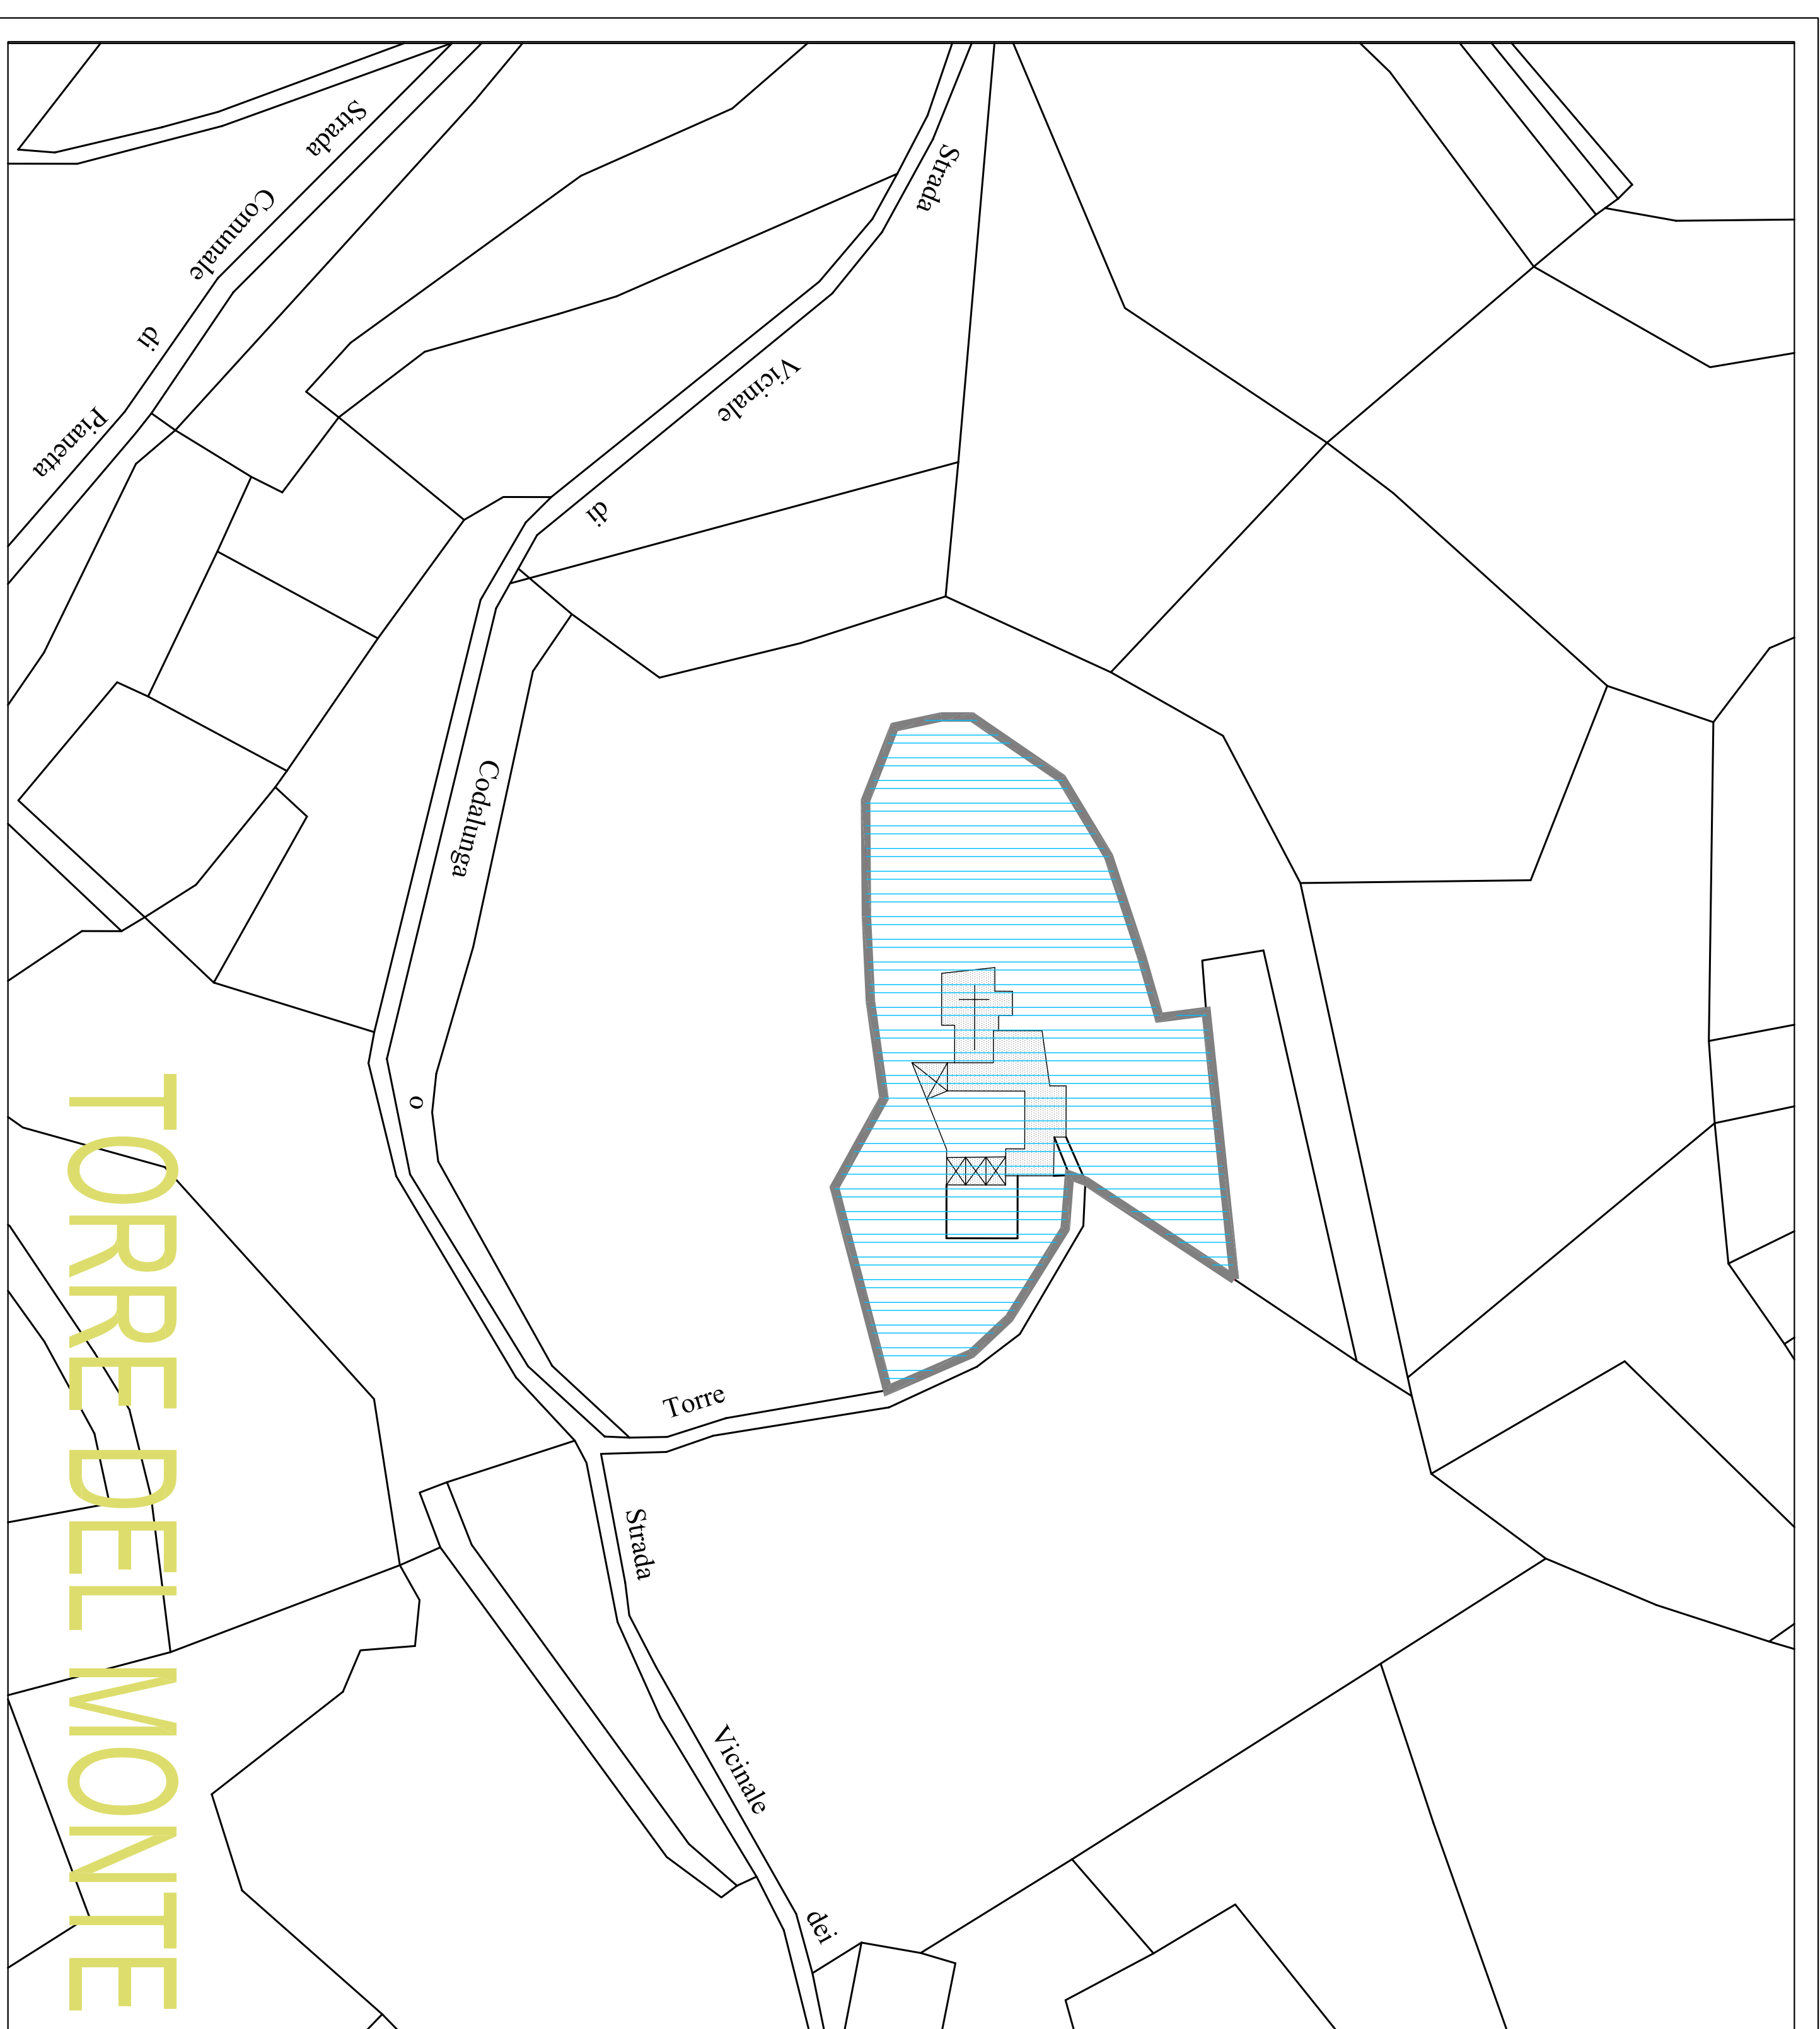 Strada Comunale di Pianetta
Strada Vicinale di Codalunga o Torre
Strada Vicinale dei
TORRE DEL MONTE